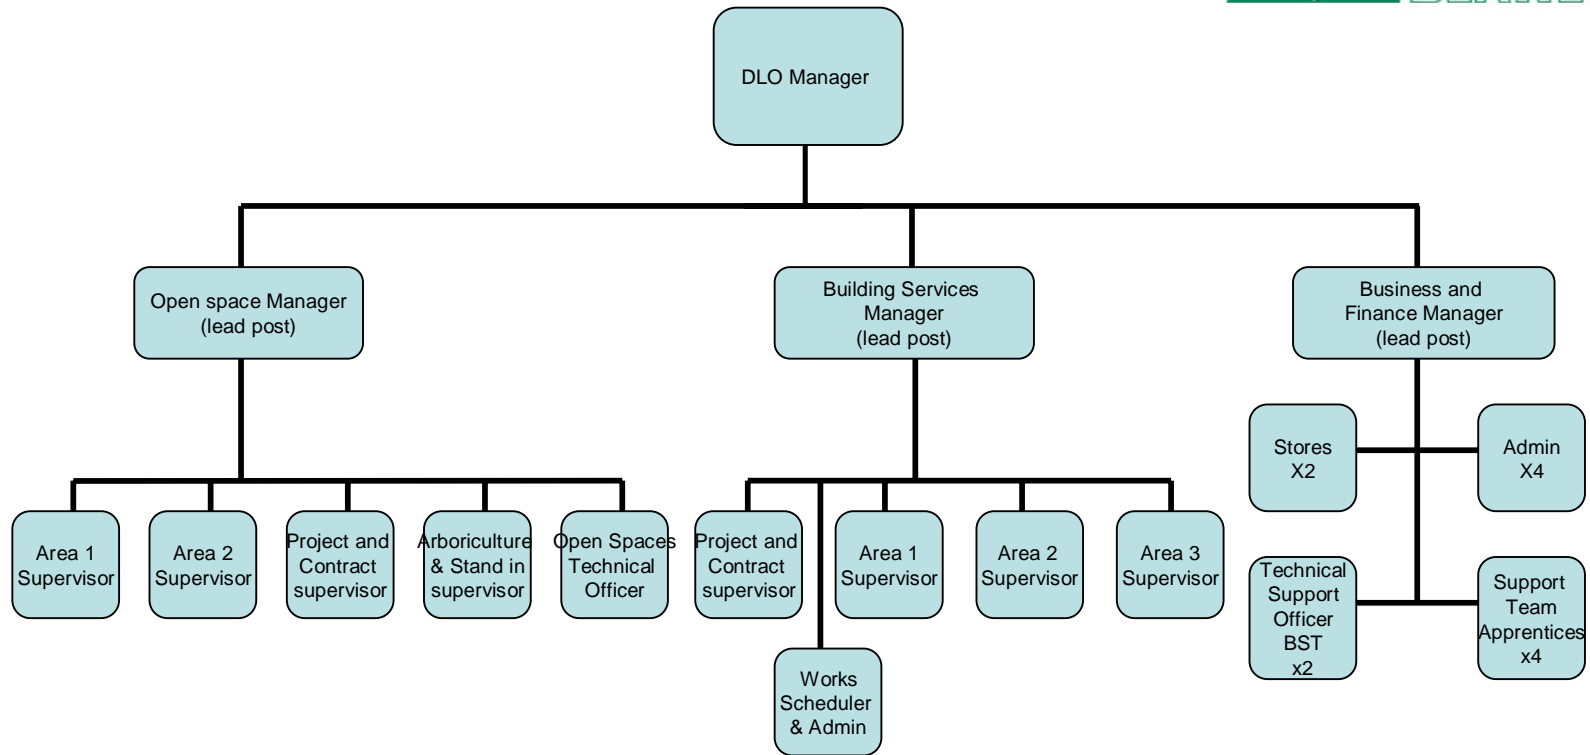 DLO Manager
Open space Manager
(lead post)
Building Services
Manager
(lead post)
Business and
Finance Manager
(lead post)
Stores
X2
Admin
X4
Area 1
Supervisor
Area 2
Supervisor
Project and
Contract
supervisor
Arboriculture
& Stand in
supervisor
Open Spaces
Technical
Officer
Project and
Contract
supervisor
Area 1
Supervisor
Area 2
Supervisor
Area 3
Supervisor
Technical
Support
Officer
BST
x2
Support
Team
Apprentices
x4
Works
Scheduler
& Admin